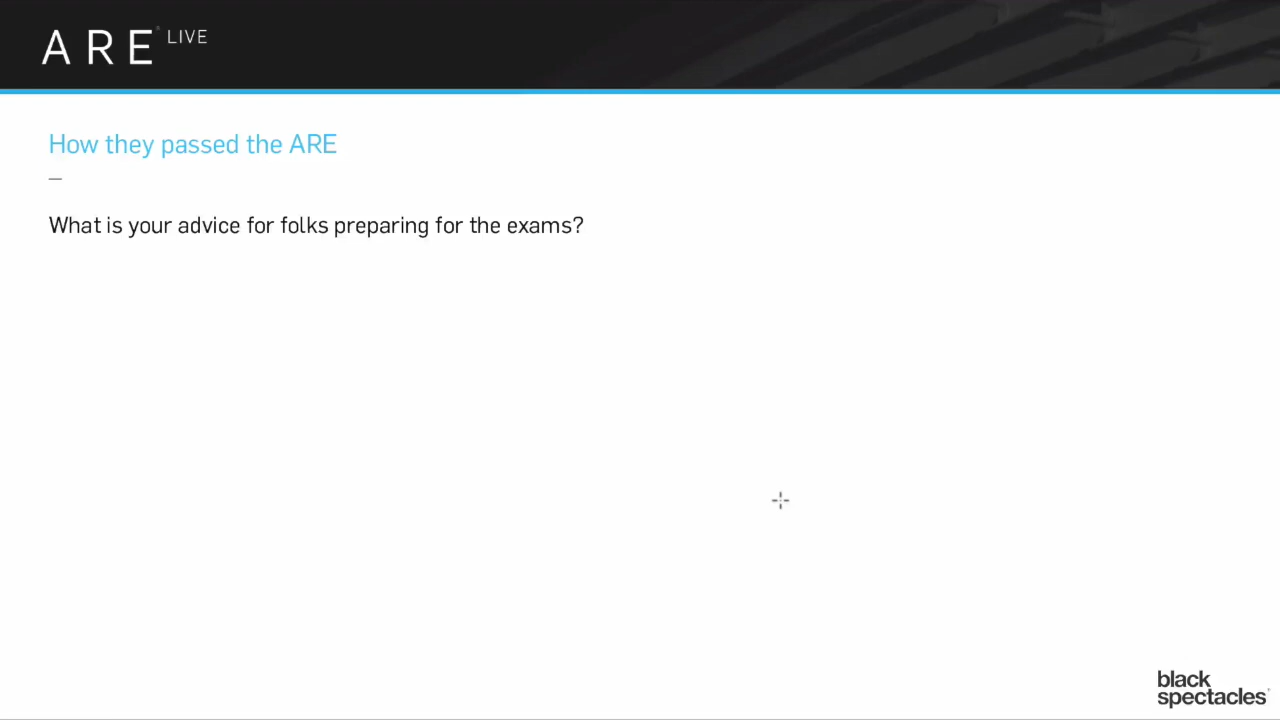 ARE LIVE
How they passed the ARE
—
What is your advice for folks preparing for the exams?
black
spectacles